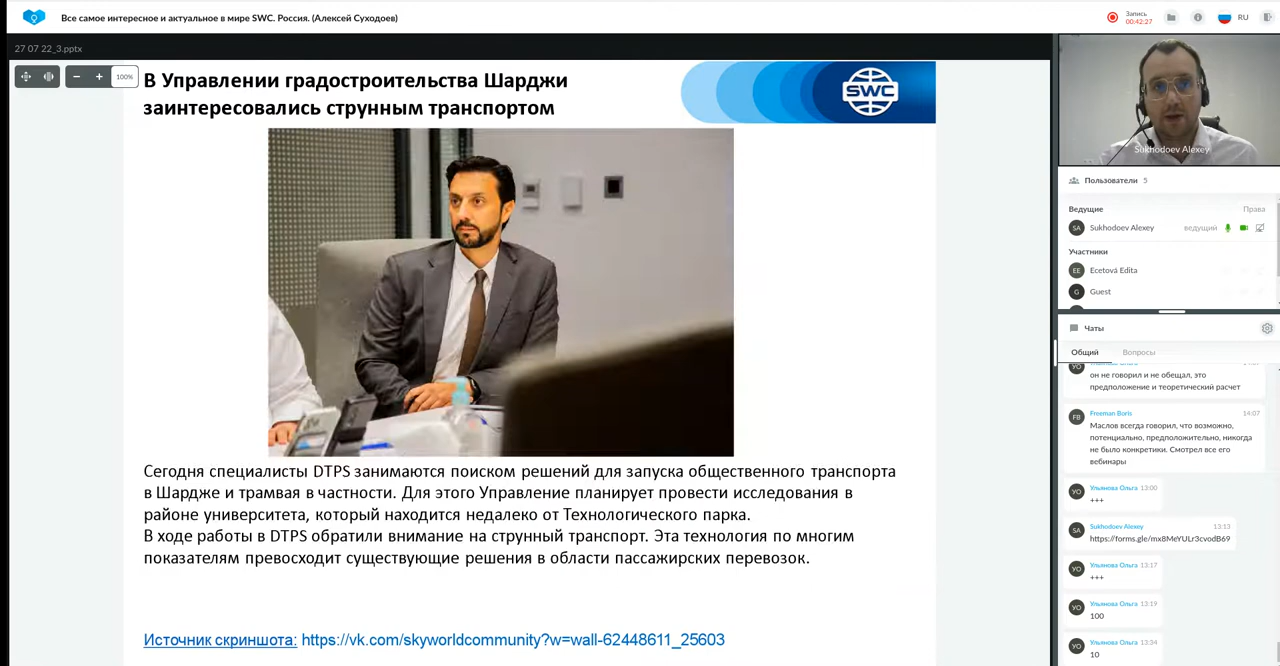 Все самое интересное и актуальное в мире SWC. Россия. (Алексей Суходоев)
Запись
00:42:27
RU
27 07 22_3.pptx
100%
В Управлении градостроительства Шарджи
заинтересовались струнным транспортом
SWC
Сегодня специалисты DTPS занимаются поиском решений для запуска общественного транспорта
в Шардже и трамвая в частности. Для этого Управление планирует провести исследования в
районе университета, который находится недалеко от Технологического парка.
В ходе работы в DTPS обратили внимание на струнный транспорт. Эта технология по многим
показателям превосходит существующие решения в области пассажирских перевозок.
Источник скриншота: https://vk.com/skyworldcommunity?w=wall-62448611_25603
Sukhodoev Alexey
Пользователи 5
Ведущие Права
SA Sukhodoev Alexey ведущий
Участники
EE Ecetová Edita
G Guest
Чаты
Общий Вопросы
УО
он не говорил и не обещал, это
предположение и теоретический расчет
FB Freeman Boris 14:07
Маслов всегда говорил, что возможно,
потенциально, предположительно, никогда
не было конкретики. Смотрел все его
вебинары
УО Ульянова Ольга 13:00
+++
SA Sukhodoev Alexey 13:13
https://forms.gle/mx8MeYULr3cvodB69
УО Ульянова Ольга 13:17
+++
УО Ульянова Ольга 13:19
100
УО Ульянова Ольга 13:34
10